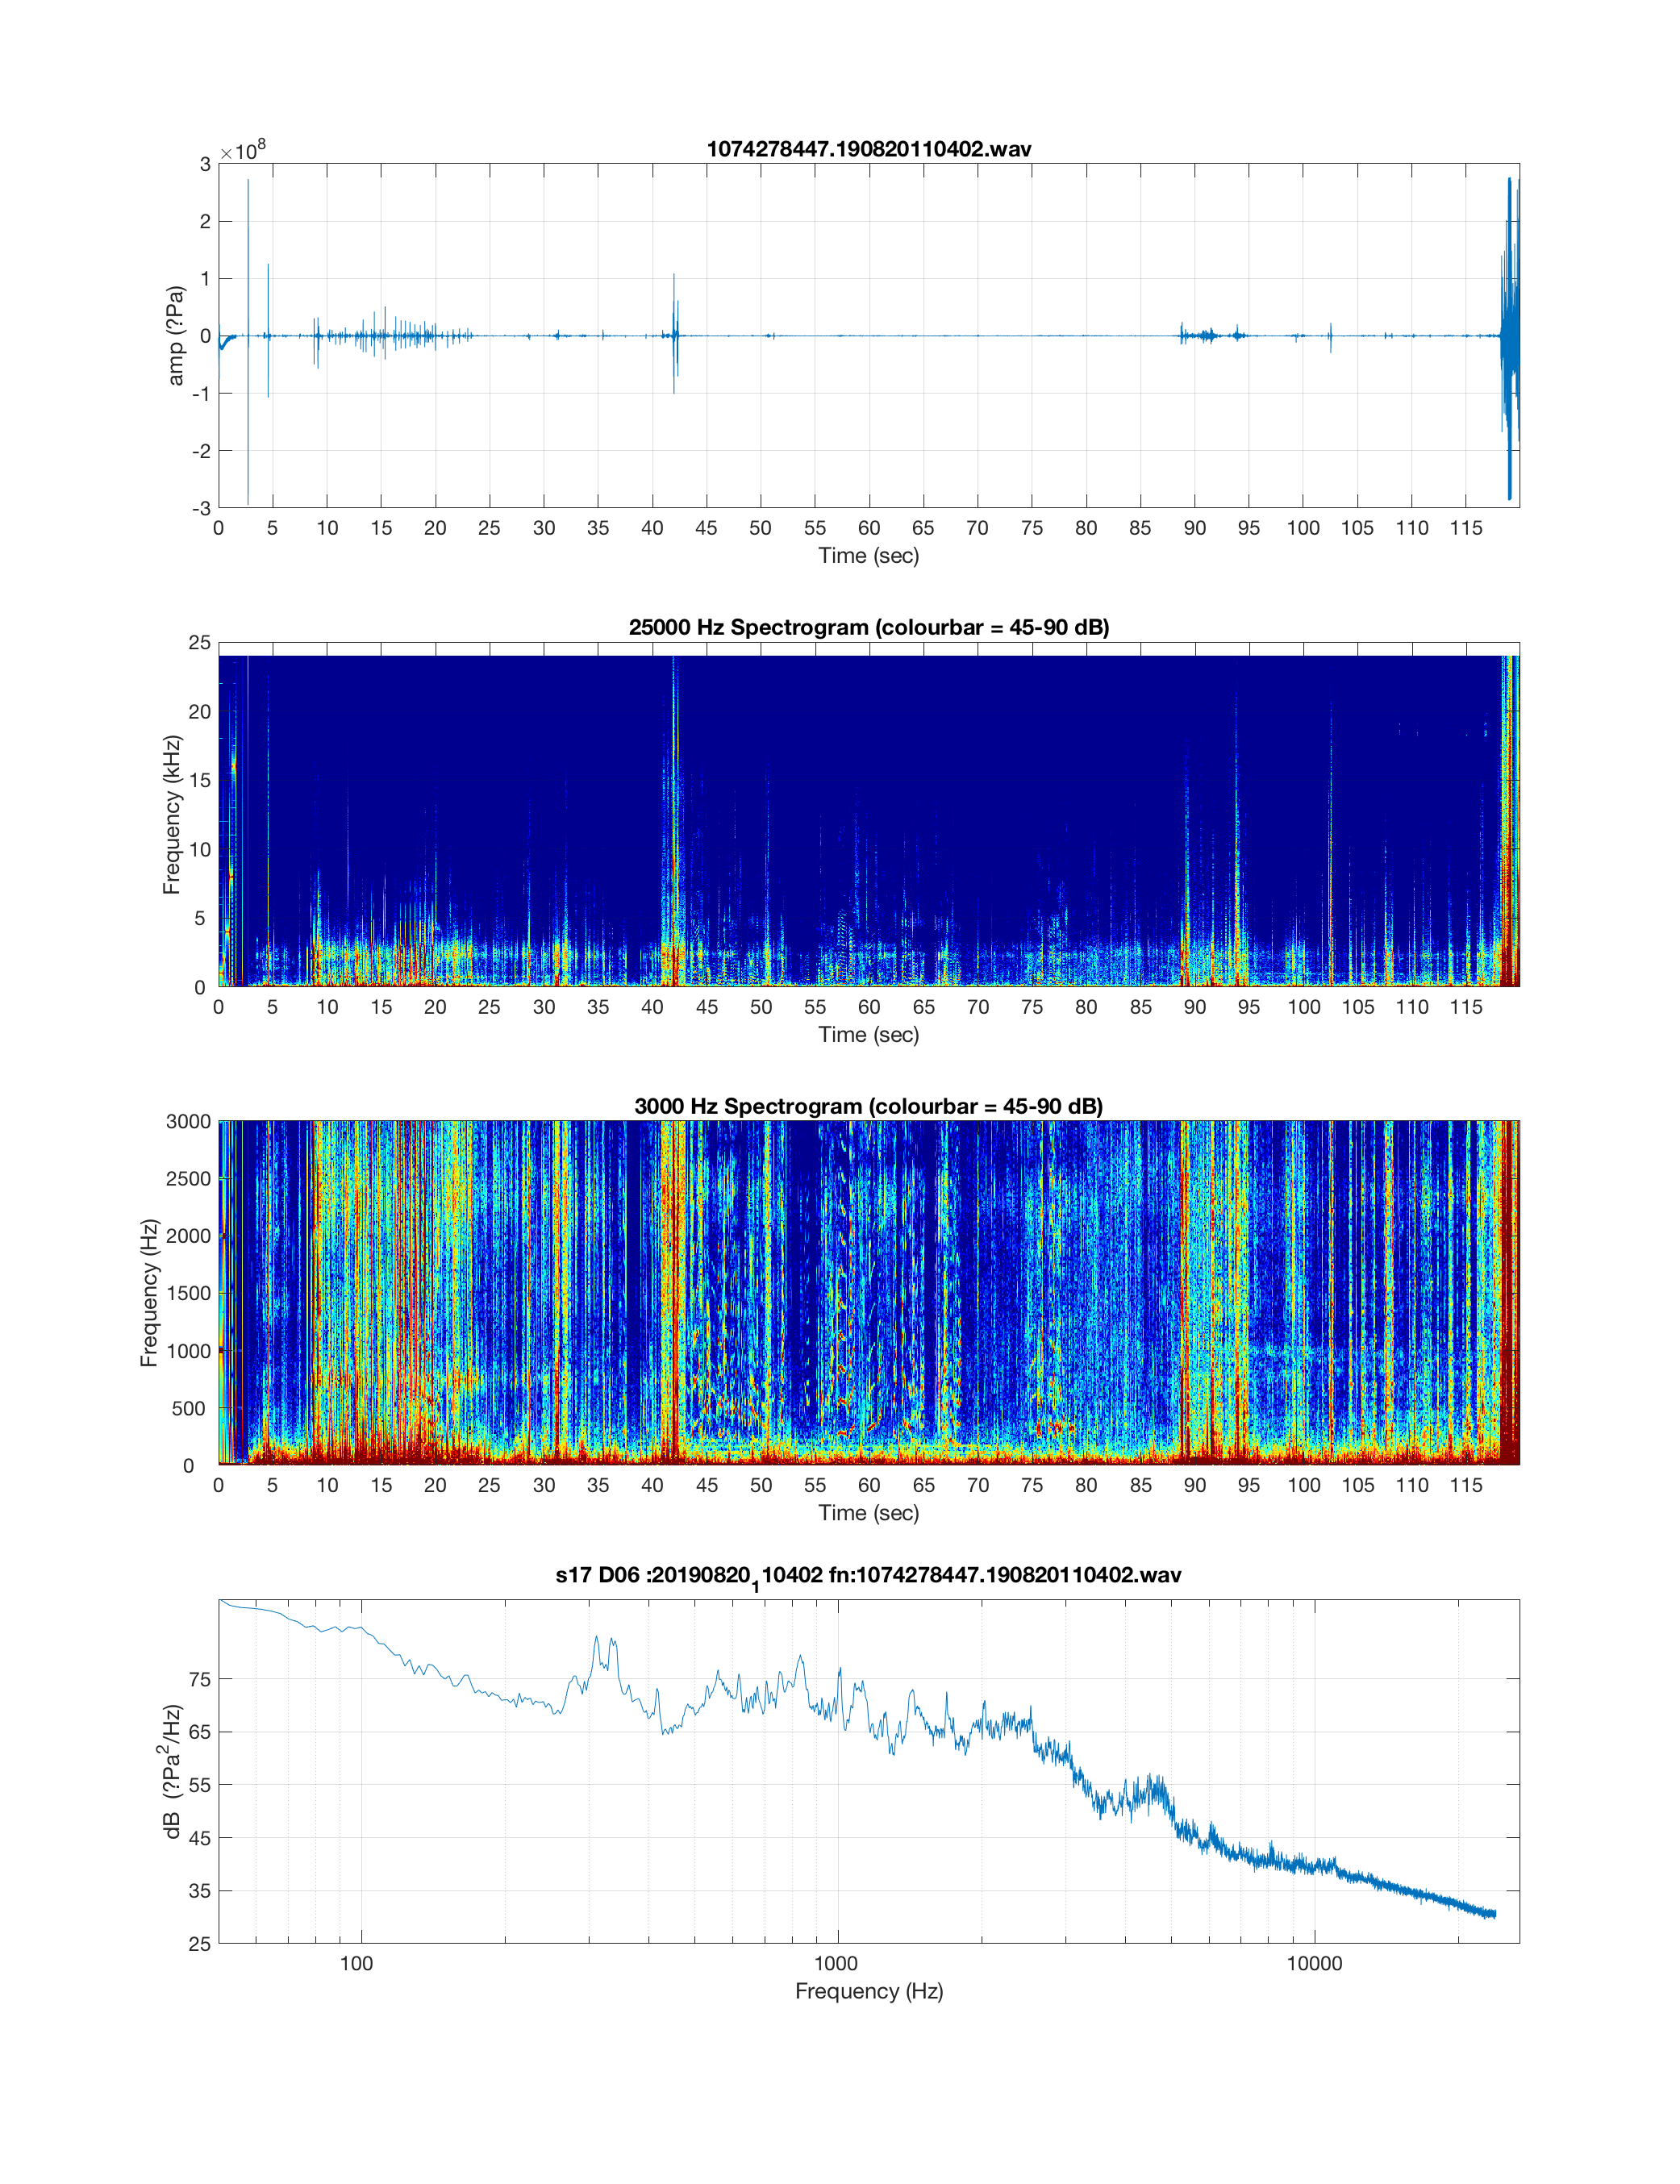 1074278447.190820110402.wav
×10^8
3
2
1
0
-1
-2
-3
amp (?Pa)
0 5 10 15 20 25 30 35 40 45 50 55 60 65 70 75 80 85 90 95 100 105 110 115
Time (sec)
25000 Hz Spectrogram (colourbar = 45-90 dB)
25
20
15
10
5
0
Frequency (kHz)
0 5 10 15 20 25 30 35 40 45 50 55 60 65 70 75 80 85 90 95 100 105 110 115
Time (sec)
3000 Hz Spectrogram (colourbar = 45-90 dB)
3000
2500
2000
1500
1000
500
0
Frequency (Hz)
0 5 10 15 20 25 30 35 40 45 50 55 60 65 70 75 80 85 90 95 100 105 110 115
Time (sec)
s17 D06 :20190820_110402 fn:1074278447.190820110402.wav
75
65
55
45
35
25
dB (?Pa^2/Hz)
100 1000 10000
Frequency (Hz)